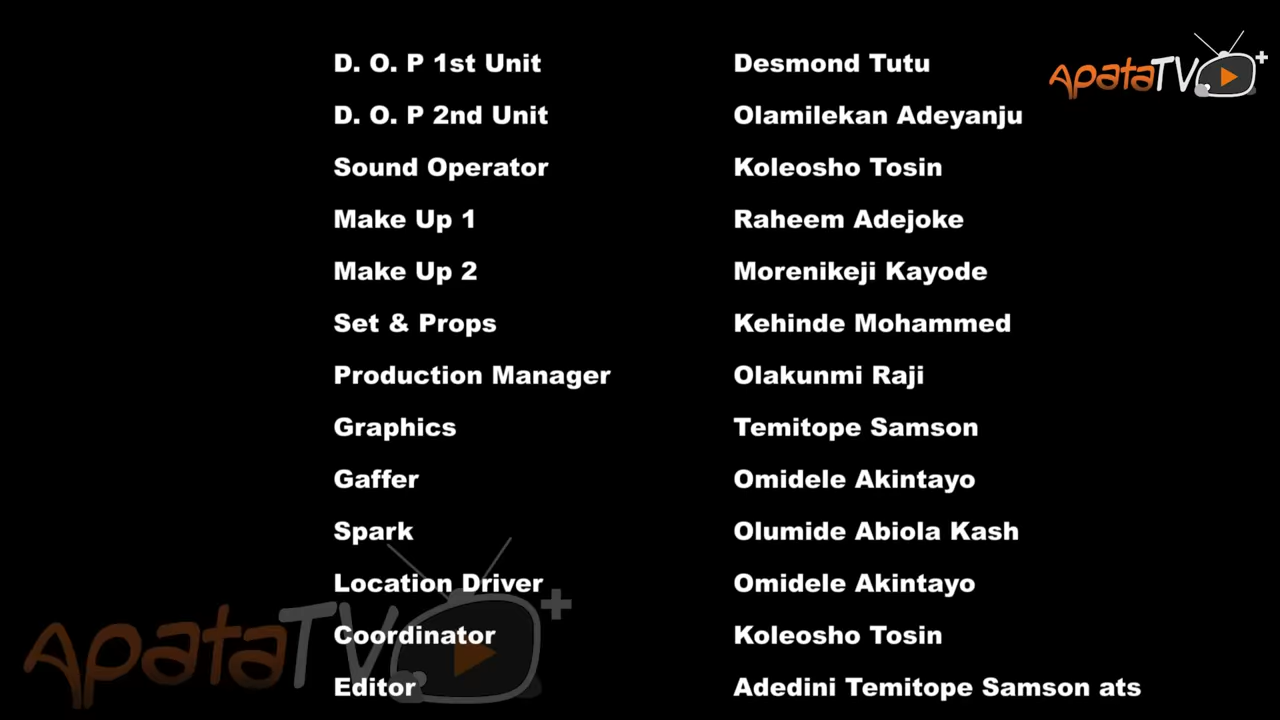 D. O. P 1st Unit Desmond Tutu
ApataTV+
D. O. P 2nd Unit Olamilekan Adeyanju
Sound Operator Koleosho Tosin
Make Up 1 Raheem Adejoke
Make Up 2 Morenikeji Kayode
Set & Props Kehinde Mohammed
Production Manager Olakunmi Raji
Graphics Temitope Samson
Gaffer Omidele Akintayo
Spark Olumide Abiola Kash
Location Driver Omidele Akintayo
Coordinator Koleosho Tosin
ApataTV+
Editor Adedini Temitope Samson ats